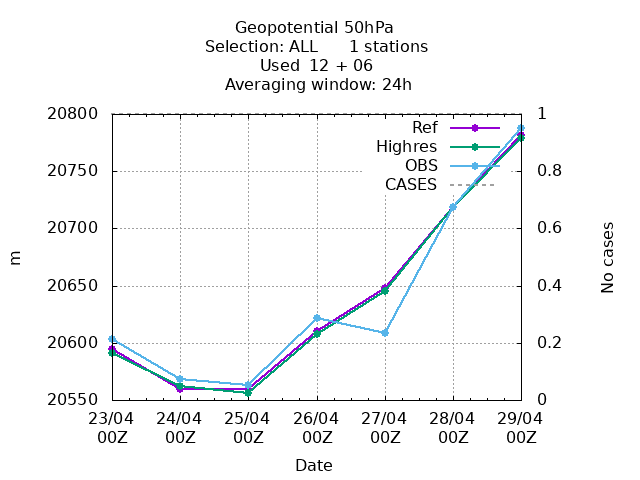 Geopotential 50hPa
Selection: ALL      1 stations
Used  12 + 06
Averaging window: 24h
20800
20750
20700
20650
20600
20550
m
1
0.8
0.6
0.4
0.2
0
No cases
Ref
Highres
OBS
CASES
23/04 24/04 25/04 26/04 27/04 28/04 29/04
00Z 00Z 00Z 00Z 00Z 00Z 00Z
Date